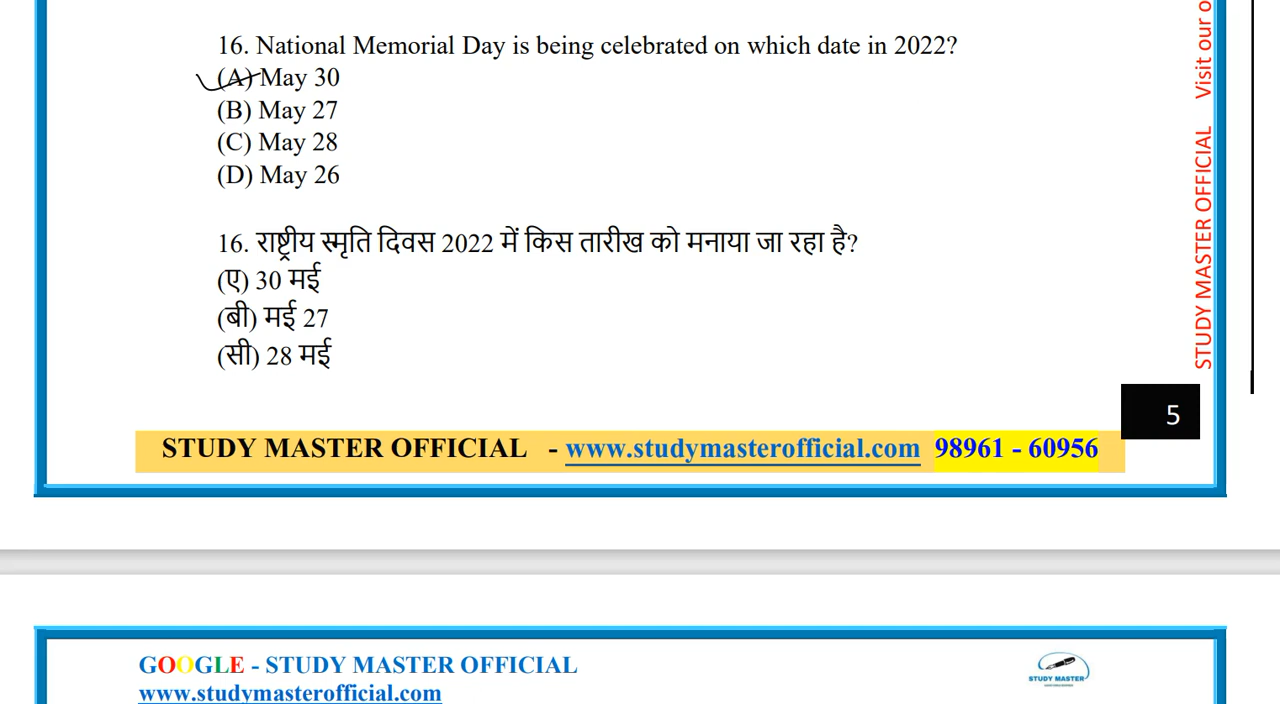 16. National Memorial Day is being celebrated on which date in 2022?
(A) May 30
(B) May 27
(C) May 28
(D) May 26
16. राष्ट्रीय स्मृति दिवस 2022 में किस तारीख को मनाया जा रहा है?
(ए) 30 मई
(बी) मई 27
(सी) 28 मई
STUDY MASTER OFFICIAL Visit our o
5
STUDY MASTER OFFICIAL - www.studymasterofficial.com 98961 - 60956
GOOGLE - STUDY MASTER OFFICIAL
www.studymasterofficial.com
STUDY MASTER